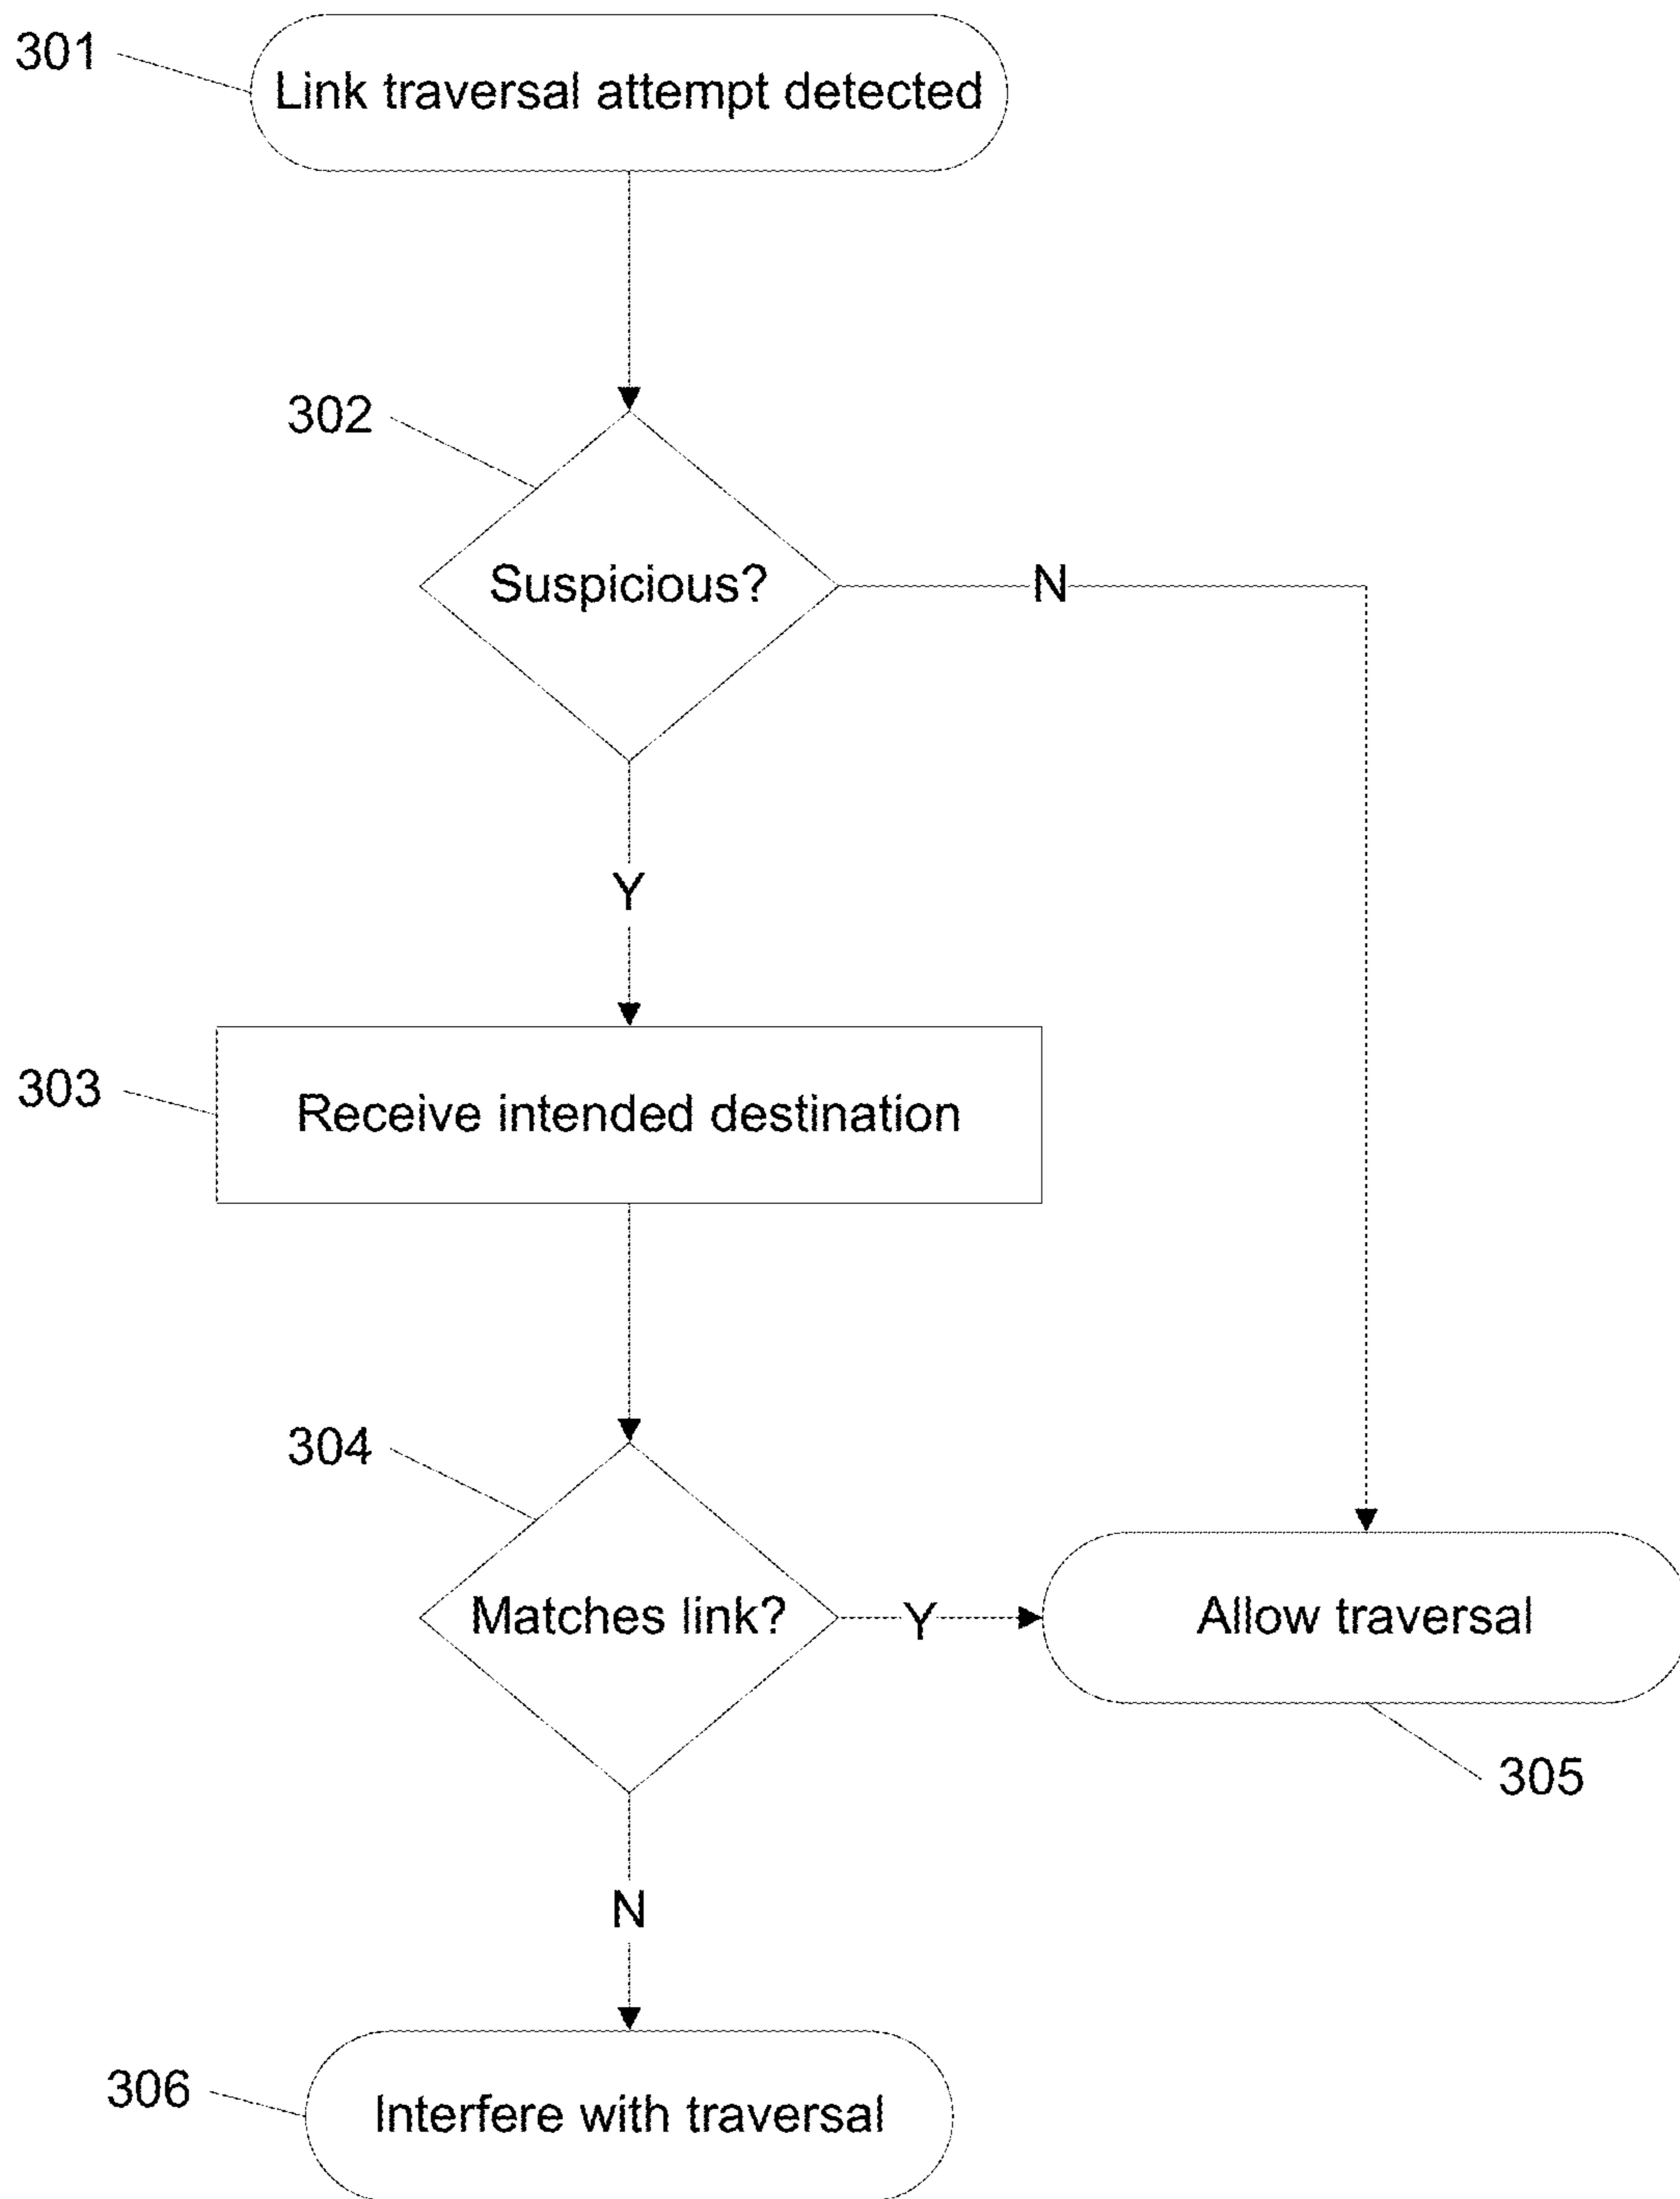 301
Link traversal attempt detected
302
Suspicious?
N
Y
303
Receive intended destination
304
Matches link?
Y
Allow traversal
305
N
306
Interfere with traversal